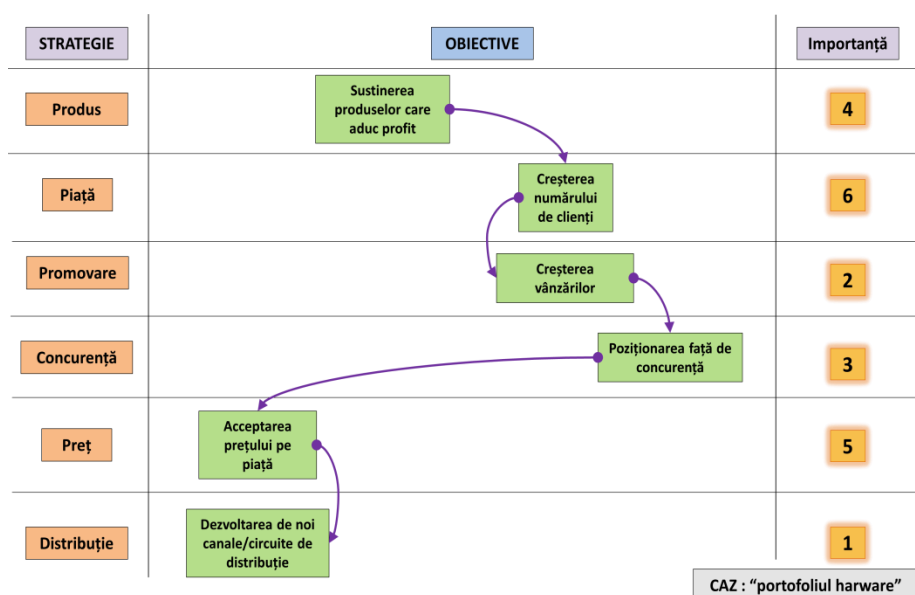 STRATEGIE
OBIECTIVE
Importanță
Produs
Sustinerea
produselor care
aduc profit
4
Piață
Creșterea
numărului
de clienți
6
Promovare
Creșterea
vânzărilor
2
Concurență
Poziționarea față de
concurență
3
Preț
Acceptarea
prețului pe
piață
5
Distribuție
Dezvoltarea de noi
canale/circuite de
distribuție
1
CAZ : “portofoliul harware”